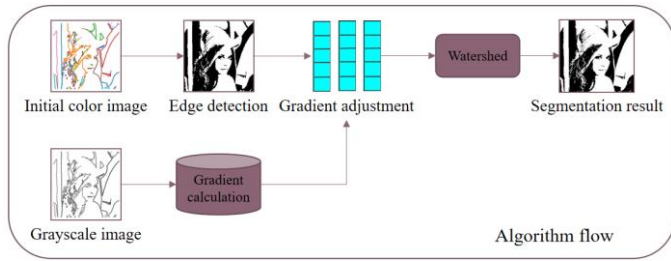 Watershed
Initial color image
Edge detection
Gradient adjustment
Segmentation result
Gradient
calculation
Grayscale image
Algorithm flow